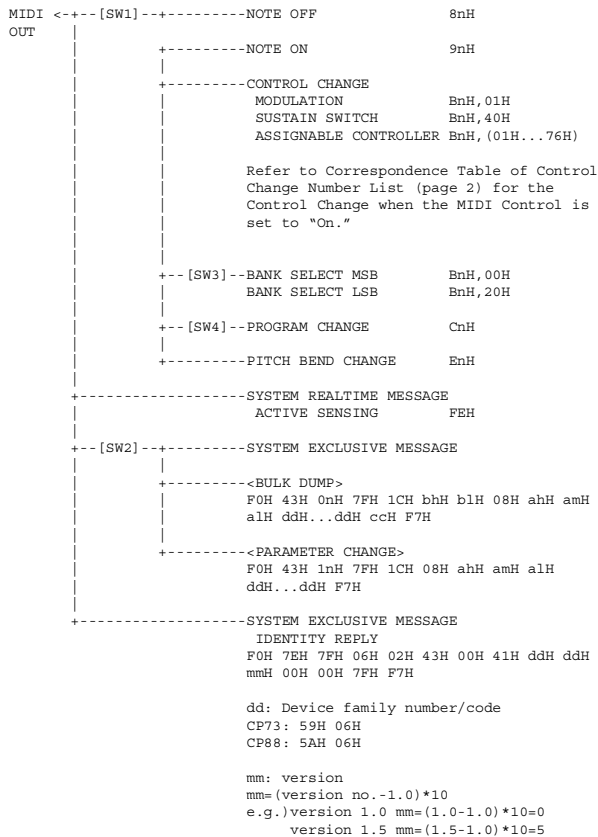 MIDI <-+--[SW1]--+---------NOTE OFF 8nH
OUT |
| +---------NOTE ON 9nH
| |
| +---------CONTROL CHANGE
| | MODULATION BnH,01H
| | SUSTAIN SWITCH BnH,40H
| | ASSIGNABLE CONTROLLER BnH,(01H...76H)
| |
| | Refer to Correspondence Table of Control
| | Change Number List (page 2) for the
| | Control Change when the MIDI Control is
| | set to “On.”
| |
| |
| +--[SW3]--BANK SELECT MSB BnH,00H
| | BANK SELECT LSB BnH,20H
| |
| +--[SW4]--PROGRAM CHANGE CnH
| |
| +---------PITCH BEND CHANGE EnH
|
+-------------------SYSTEM REALTIME MESSAGE
| ACTIVE SENSING FEH
|
+--[SW2]--+---------SYSTEM EXCLUSIVE MESSAGE
| |
| +---------<BULK DUMP>
| | F0H 43H 0nH 7FH 1CH bhH blH 08H ahH amH
| | alH ddH...ddH ccH F7H
| |
| +---------<PARAMETER CHANGE>
| F0H 43H 1nH 7FH 1CH 08H ahH amH alH
| ddH...ddH F7H
|
+-------------------SYSTEM EXCLUSIVE MESSAGE
IDENTITY REPLY
F0H 7EH 7FH 06H 02H 43H 00H 41H ddH ddH
mmH 00H 00H 7FH F7H
dd: Device family number/code
CP73: 59H 06H
CP88: 5AH 06H
mm: version
mm=(version no.-1.0)*10
e.g.)version 1.0 mm=(1.0-1.0)*10=0
version 1.5 mm=(1.5-1.0)*10=5